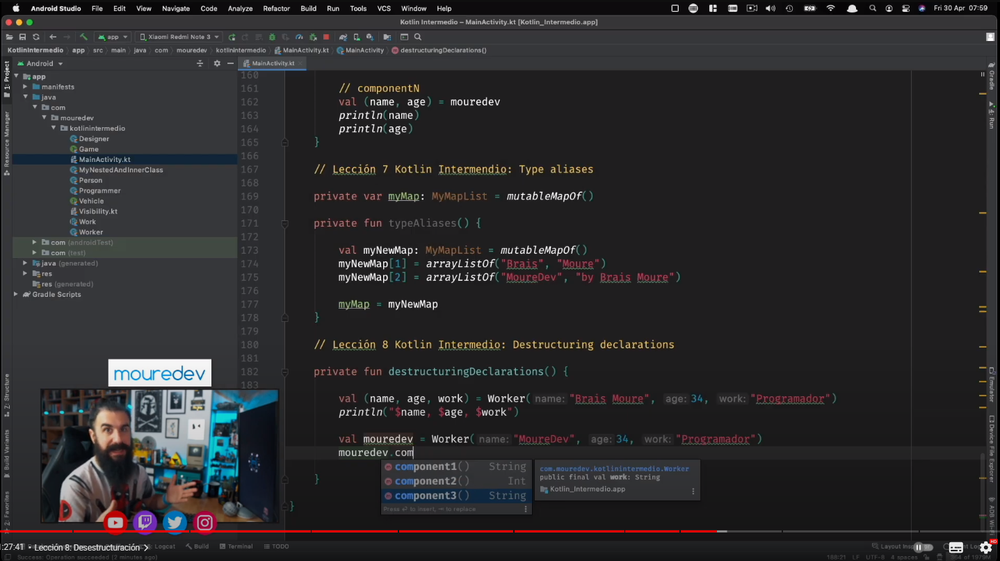 Android Studio File Edit View Navigate Code Analyze Refactor Build Run Tools VCS Window Help Fri 30 Apr 07:59
Kotlin Intermedio – MainActivity.kt [Kotlin_Intermedio.app]
app Xiaomi Redmi Note 3
KotlinIntermedio app src main java com mouredev kotlinintermedio MainActivity.kt MainActivity destructuringDeclarations()
Android
MainActivity.kt
1: Project
Resource Manager
Z: Structure
Build Variants
2: Favorites
app
manifests
java
com
mouredev
kotlinintermedio
Designer
Game
MainActivity.kt
MyNestedAndInnerClass
Person
Programmer
Vehicle
Visibility.kt
Work
Worker
com (androidTest)
com (test)
java (generated)
res
res (generated)
Gradle Scripts
160
161 // componentN
162 val (name, age) = mouredev
163 println(name)
164 println(age)
165 }
166
167 // Lección 7 Kotlin Intermendio: Type aliases
168
169 private var myMap: MyMapList = mutableMapOf()
170
171 private fun typeAliases() {
172
173 val myNewMap: MyMapList = mutableMapOf()
174 myNewMap[1] = arrayListOf("Brais", "Moure")
175 myNewMap[2] = arrayListOf("MoureDev", "by Brais Moure")
176
177 myMap = myNewMap
178 }
179
180 // Lección 8 Kotlin Intermedio: Destructuring declarations
181
182 private fun destructuringDeclarations() {
183
val (name, age, work) = Worker( name: "Brais Moure", age: 34, work: "Programador")
println("$name, $age, $work")
val mouredev = Worker( name: "MoureDev", age: 34, work: "Programador")
mouredev.com
component1() String
component2() Int
component3() String
Press ⏎ to insert, ⇥ to replace
com.mouredev.kotlinintermedio.Worker
public final val work: String
Kotlin_Intermedio.app
}
}
mouredev
Gradle
4: Run
Emulator
Device File Explorer
ADB Wi-Fi
1:27:41 • Lección 8: Desestructuración
Logcat Build Terminal TODO
Layout Inspector
HD
Success: Operation succeeded (2 minutes ago) 188:21 LF UTF-8 4 spaces 364 of 1979M